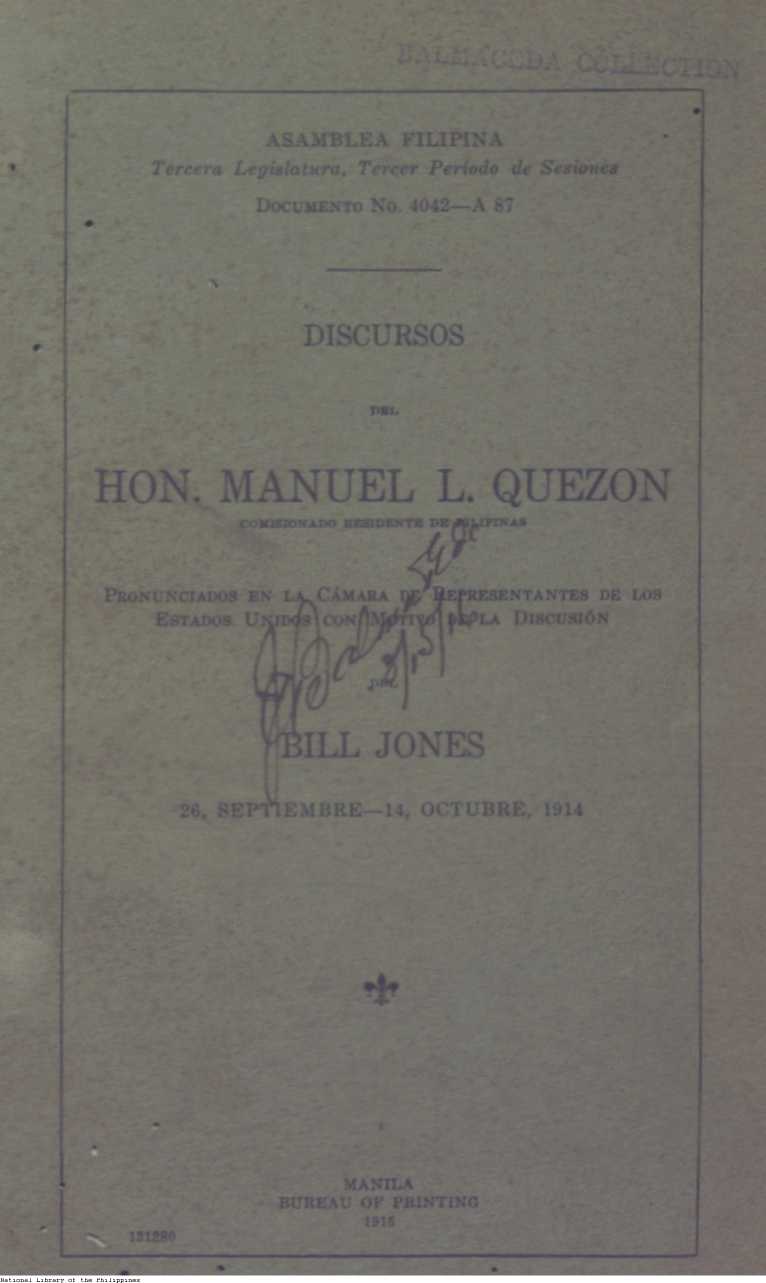 BALMACEDA COLLECTION
ASAMBLEA FILIPINA
Tercera Legislatura, Tercer Período de Sesiones
DOCUMENTO NO. 4042—A 87
DISCURSOS
DEL
HON. MANUEL L. QUEZON
COMISIONADO RESIDENTE DE FILIPINAS
PRONUNCIADOS EN LA CÁMARA DE REPRESENTANTES DE LOS
ESTADOS UNIDOS CON MOTIVO DE LA DISCUSIÓN
DEL
BILL JONES
26, SEPTIEMBRE—14, OCTUBRE, 1914
MANILA
BUREAU OF PRINTING
1915
131280
National Library of the Philippines